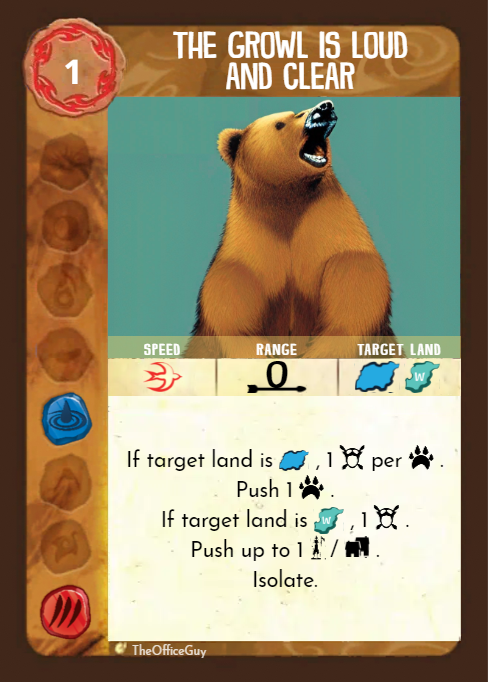 1
THE GROWL IS LOUD
AND CLEAR
SPEED
RANGE
TARGET LAND
0
W
If target land is , 1 per .
Push 1 .
If target land is W , 1 .
Push up to 1 / .
Isolate.
TheOfficeGuy